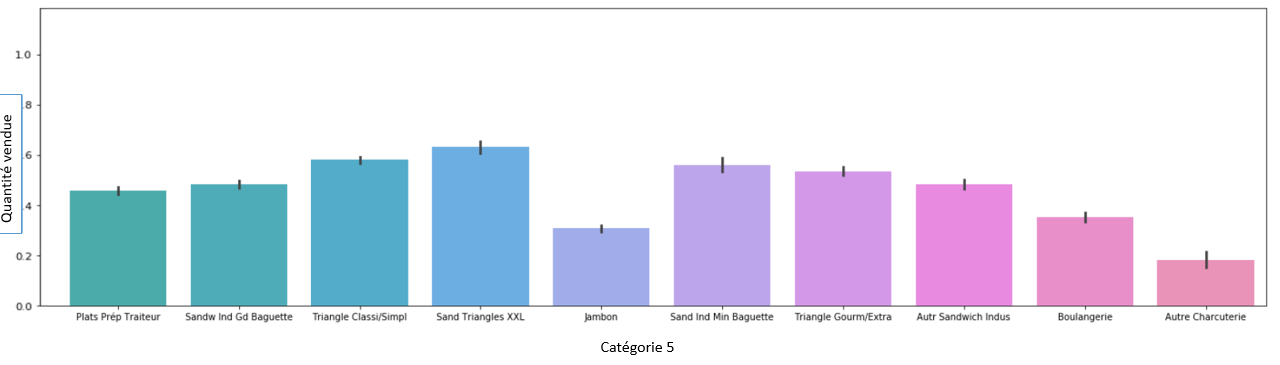 1.0
.8
.6
.4
0.2
0.0
Quantité vendue
Plats Prép Traiteur Sandw Ind Gd Baguette Triangle Classi/Simpl Sand Triangles XXL Jambon Sand Ind Min Baguette Triangle Gourm/Extra Autr Sandwich Indus Boulangerie Autre Charcuterie
Catégorie 5